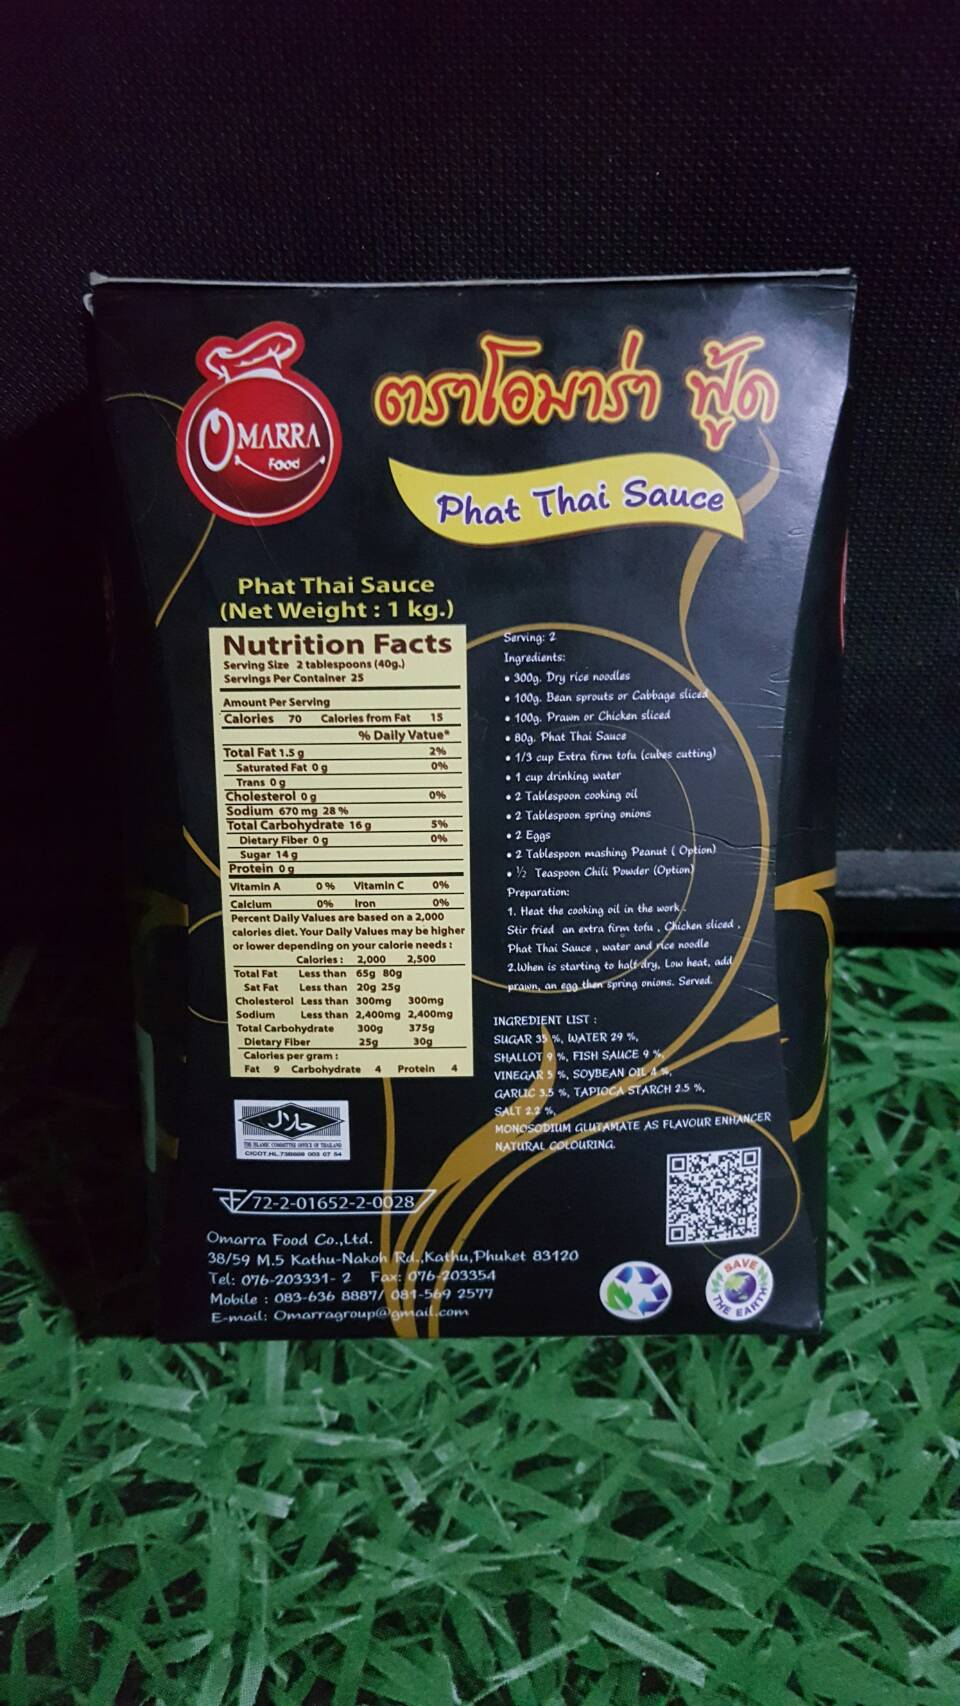 OMARRA
Food
ตราโอมาร่า ฟู้ด
Phat Thai Sauce
Phat Thai Sauce
(Net Weight : 1 kg.)
Nutrition Facts
Serving Size 2 tablespoons (40g.)
Servings Per Container 25
Amount Per Serving
Calories 70 Calories from Fat 15
% Daily Vatue*
Total Fat 1.5 g 2%
Saturated Fat 0 g 0%
Trans 0 g
Cholesterol 0 g 0%
Sodium 670 mg 28 %
Total Carbohydrate 16 g 5%
Dietary Fiber 0 g 0%
Sugar 14 g
Protein 0 g
Vitamin A 0 % Vitamin C 0%
Calcium 0% Iron 0%
Percent Daily Values are based on a 2,000
calories diet. Your Daily Values may be higher
or lower depending on your calorie needs :
Calories : 2,000 2,500
Total Fat Less than 65g 80g
Sat Fat Less than 20g 25g
Cholesterol Less than 300mg 300mg
Sodium Less than 2,400mg 2,400mg
Total Carbohydrate 300g 375g
Dietary Fiber 25g 30g
Calories per gram :
Fat 9 Carbohydrate 4 Protein 4
Serving: 2
Ingredients:
• 300g. Dry rice noodles
• 100g. Bean sprouts or Cabbage sliced
• 100g. Prawn or Chicken sliced
• 80g. Phat Thai Sauce
• 1/3 cup Extra firm tofu (cubes cutting)
• 1 cup drinking water
• 2 Tablespoon cooking oil
• 2 Tablespoon spring onions
• 2 Eggs
• 2 Tablespoon mashing Peanut ( Option)
• ½ Teaspoon Chili Powder (Option)
Preparation:
1. Heat the cooking oil in the work.
Stir fried an extra firm tofu , Chicken sliced ,
Phat Thai Sauce , water and rice noodle
2.When is starting to half dry, Low heat, add
prawn, an egg then spring onions. Served.
INGREDIENT LIST :
SUGAR 35 %, WATER 29 %,
SHALLOT 9 %, FISH SAUCE 9 %,
VINEGAR 5 %, SOYBEAN OIL 4 %,
GARLIC 3.5 %, TAPIOCA STARCH 2.5 %,
SALT 2.2 %,
MONOSODIUM GLUTAMATE AS FLAVOUR ENHANCER
NATURAL COLOURING.
حلال
THE ISLAMIC COMMITTEE OFFICE OF THAILAND
CICOT.HL.738668 003 07 54
72-2-01652-2-0028
Omarra Food Co.,Ltd.
38/59 M.5 Kathu-Nakoh Rd.,Kathu,Phuket 83120
Tel: 076-203331- 2 Fax: 076-203354
Mobile : 083-636 8887/ 081-569 2577
E-mail: Omarragroup@gmail.com
SAVE
THE EARTH